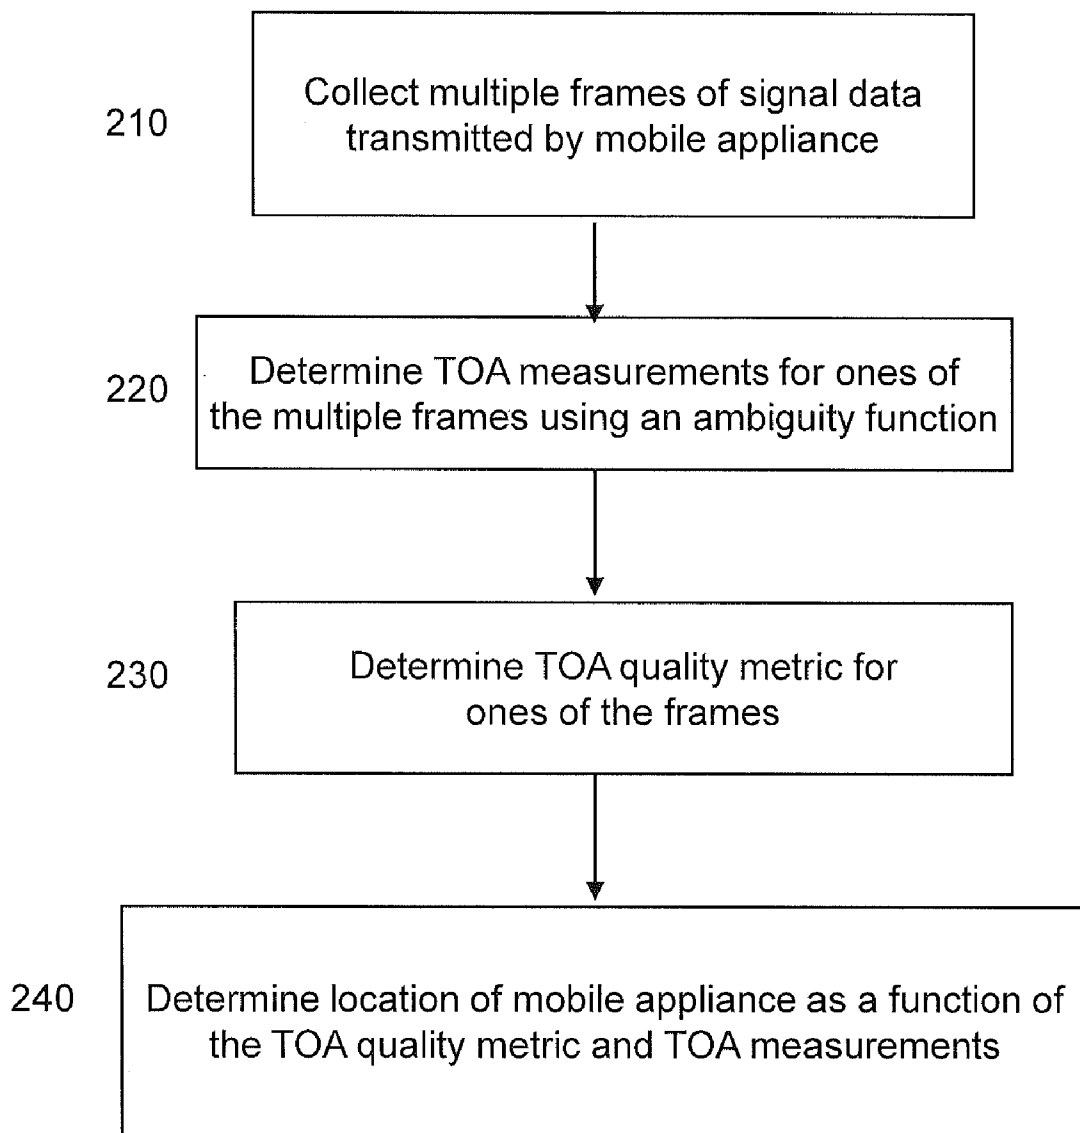 210
Collect multiple frames of signal data
transmitted by mobile appliance
220
Determine TOA measurements for ones of
the multiple frames using an ambiguity function
230
Determine TOA quality metric for
ones of the frames
240
Determine location of mobile appliance as a function of
the TOA quality metric and TOA measurements